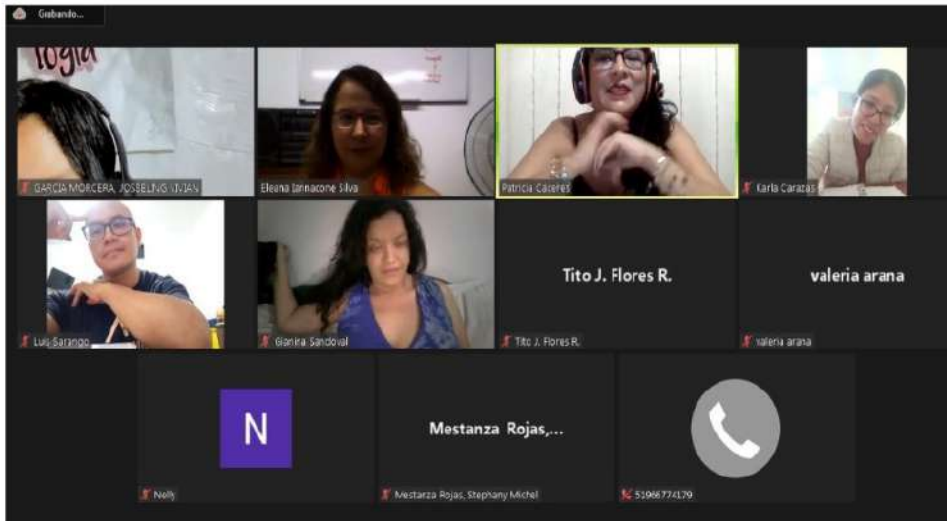 Grabando...
logía
GARCIA MORCERA, JOSSELING VIVIAN
Eleana Iannacone Silva
Patricia Caceres
Karla Carazas
Luis Sarango
Gianina Sandoval
Tito J. Flores R.
Tito J. Flores R.
valeria arana
valeria arana
N
Nelly
Mestanza Rojas,...
Mestanza Rojas, Stephany Michel
51966774179